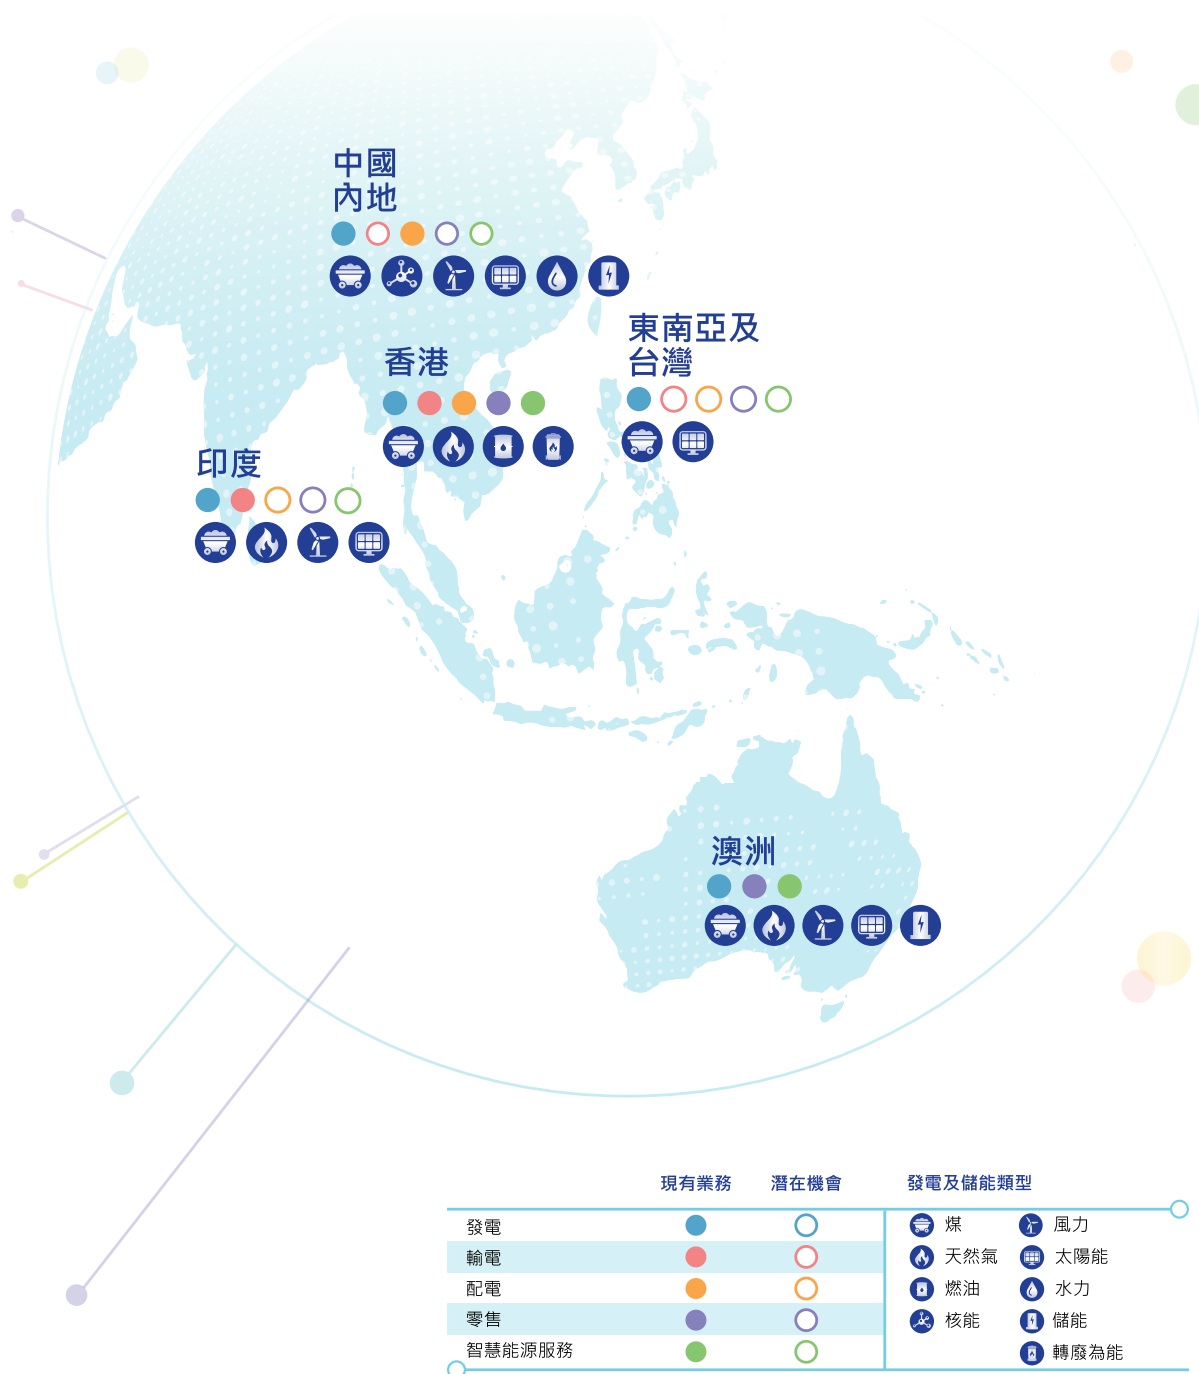 中國
內地
東南亞及
台灣
香港
印度
澳洲
現有業務 潛在機會 發電及儲能類型
發電 煤 風力
輸電 天然氣 太陽能
配電 燃油 水力
零售 核能 儲能
智慧能源服務 轉廢為能